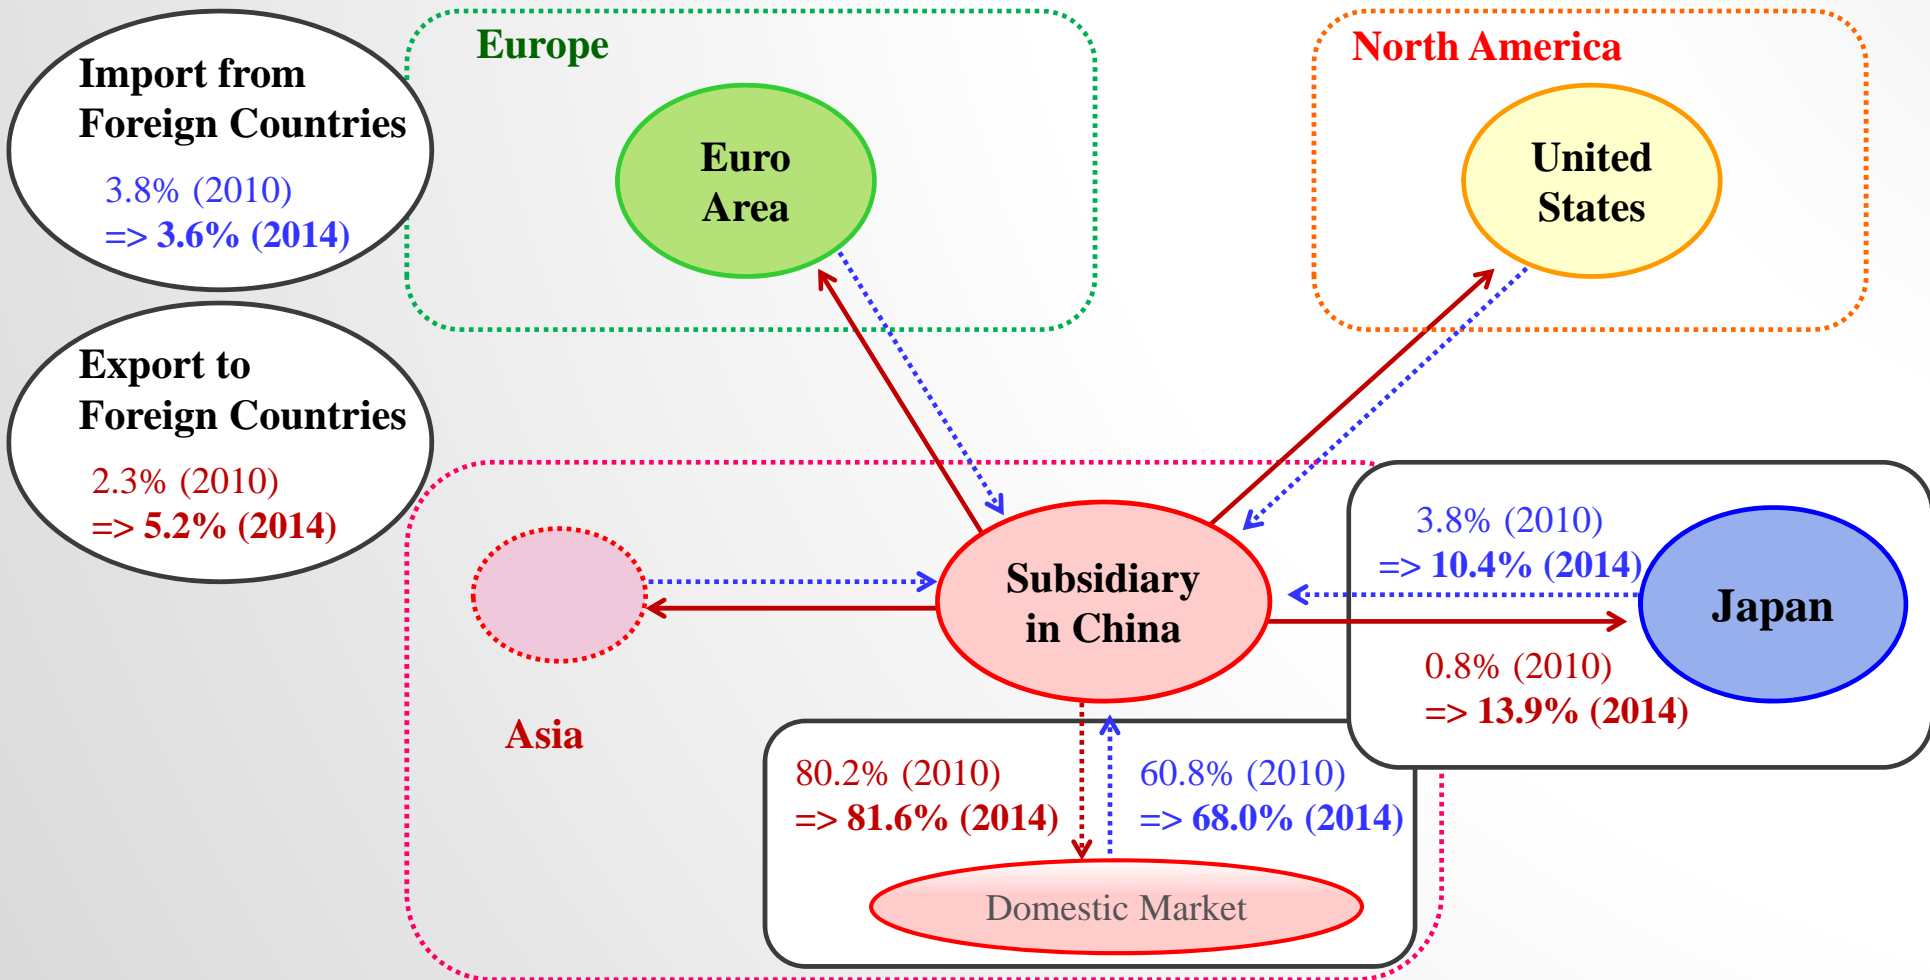 Import from
Foreign Countries
3.8% (2010)
=> 3.6% (2014)
Export to
Foreign Countries
2.3% (2010)
=> 5.2% (2014)
Europe
Euro
Area
North America
United
States
Asia
Subsidiary
in China
3.8% (2010)
=> 10.4% (2014)
Japan
0.8% (2010)
=> 13.9% (2014)
80.2% (2010)
=> 81.6% (2014)
60.8% (2010)
=> 68.0% (2014)
Domestic Market